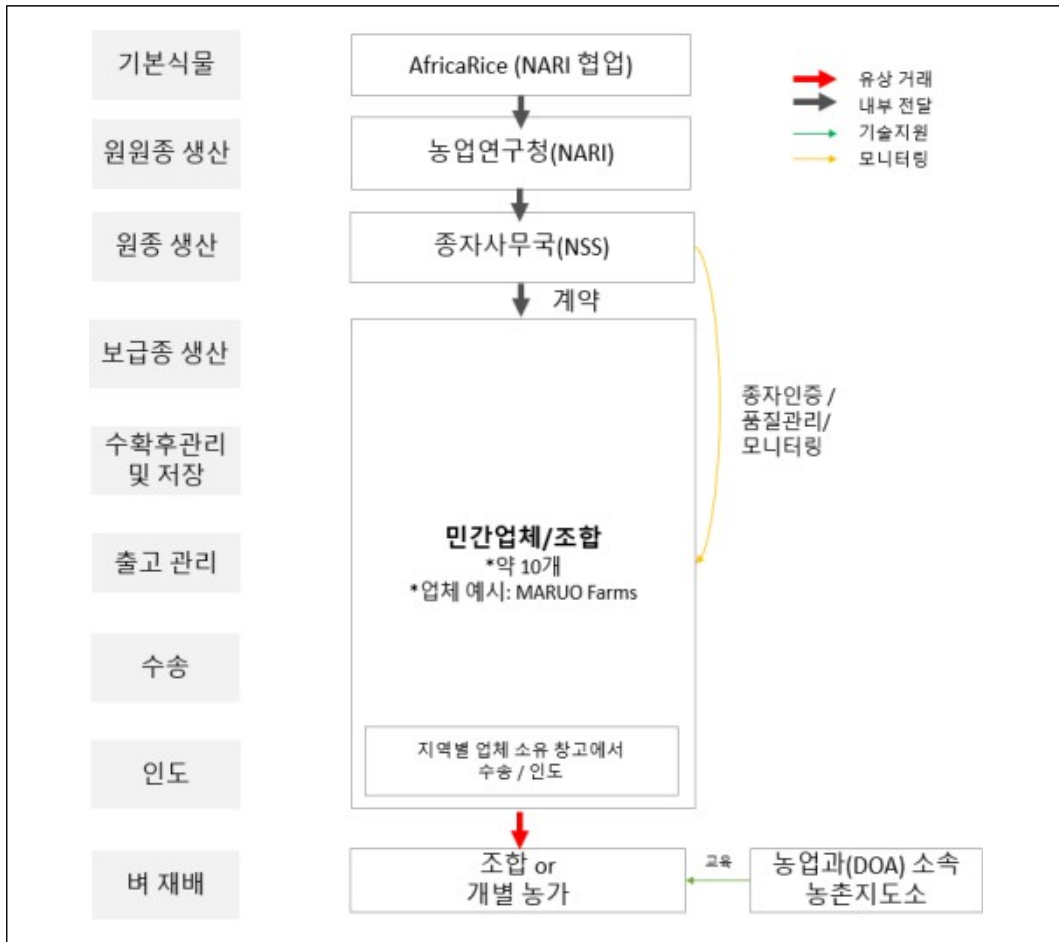 기본식물
AfricaRice (NARI 협업)
유상 거래
내부 전달
기술지원
모니터링
원원종 생산
농업연구청(NARI)
원종 생산
종자사무국(NSS)
계약
보급종 생산
종자인증 /
품질관리/
모니터링
수확후관리
및 저장
민간업체/조합
*약 10개
*업체 예시: MARUO Farms
출고 관리
수송
지역별 업체 소유 창고에서
수송 / 인도
인도
벼 재배
조합 or
개별 농가
교육
농업과(DOA) 소속
농촌지도소